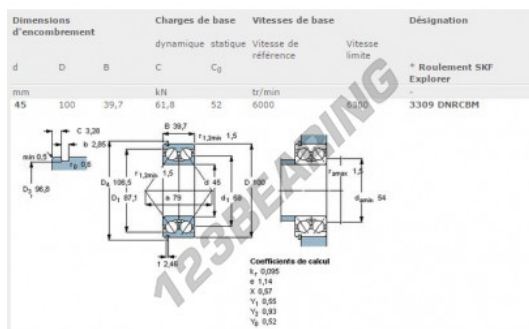 Dimensions d'encombrement
Charges de base
Vitesses de base
Désignation
dynamique statique Vitesse de référence Vitesse limite
d D B C C0 * Roulement SKF Explorer
mm kN tr/min -
45 100 39,7 61,8 52 6000 6300 3309 DNRCBM
C 3,28
b 2,85
min 0,5
r0 0,6
D3 96,8
B 39,7
r1,2min 1,5
r1,2min 1,5
D4 106,5
D1 87,1
d 45
a 79
d1 58
D 100
f 2,46
ramax 1,5
damin 54
Coefficients de calcul
kr 0,095
e 1,14
X 0,57
Y1 0,55
Y2 0,93
Y0 0,52
123BEARING